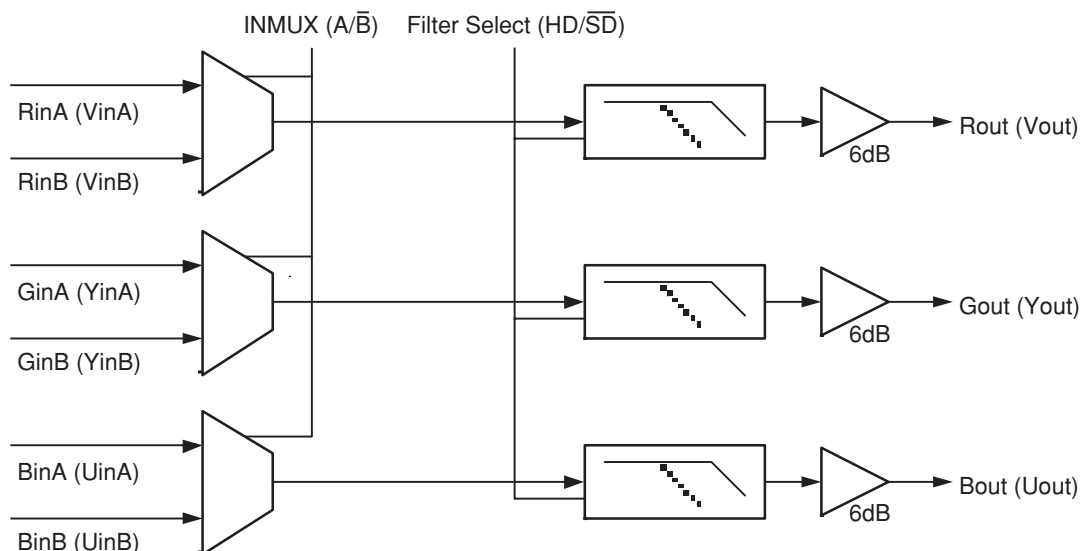 INMUX (A/B̅) Filter Select (HD/S̅D̅)
RinA (VinA)
RinB (VinB)
6dB
Rout (Vout)
GinA (YinA)
GinB (YinB)
6dB
Gout (Yout)
BinA (UinA)
BinB (UinB)
6dB
Bout (Uout)